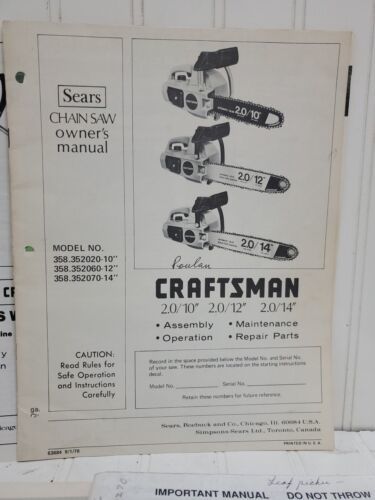 Sears
CHAIN SAW
owner's
manual
2.0/10"
2.0/12"
2.0/14"
MODEL NO.
358.352020-10"
358.352060-12"
358.352070-14"
Poulan
CRAFTSMAN
2.0/10" 2.0/12" 2.0/14"
• Assembly • Maintenance
• Operation • Repair Parts
CAUTION:
Read Rules for
Safe Operation
and Instructions
Carefully
Record in the space provided below the Model No. and Serial No.
of your saw. These numbers are located on the starting instructions
decal.
Model No. Serial No.
Retain these numbers for future reference.
Sears, Roebuck and Co., Chicago, Ill. 60684 U.S.A.
Simpsons-Sears Ltd., Toronto, Canada
63684 9/1/78
PRINTED IN U.S.A.
ga.
IMPORTANT MANUAL DO NOT THROW